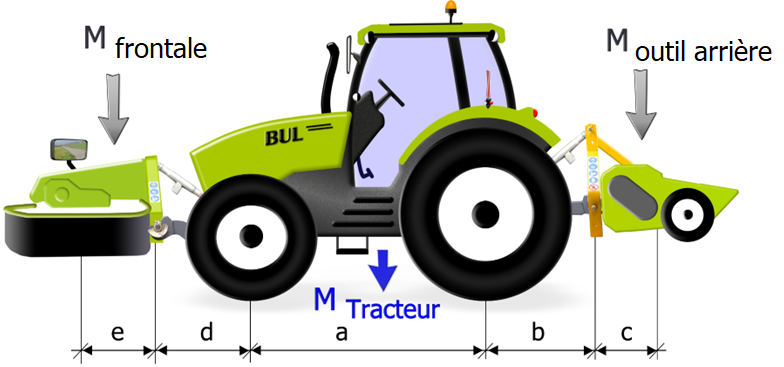 M frontale
M outil arrière
BUL
M Tracteur
e
d
a
b
c